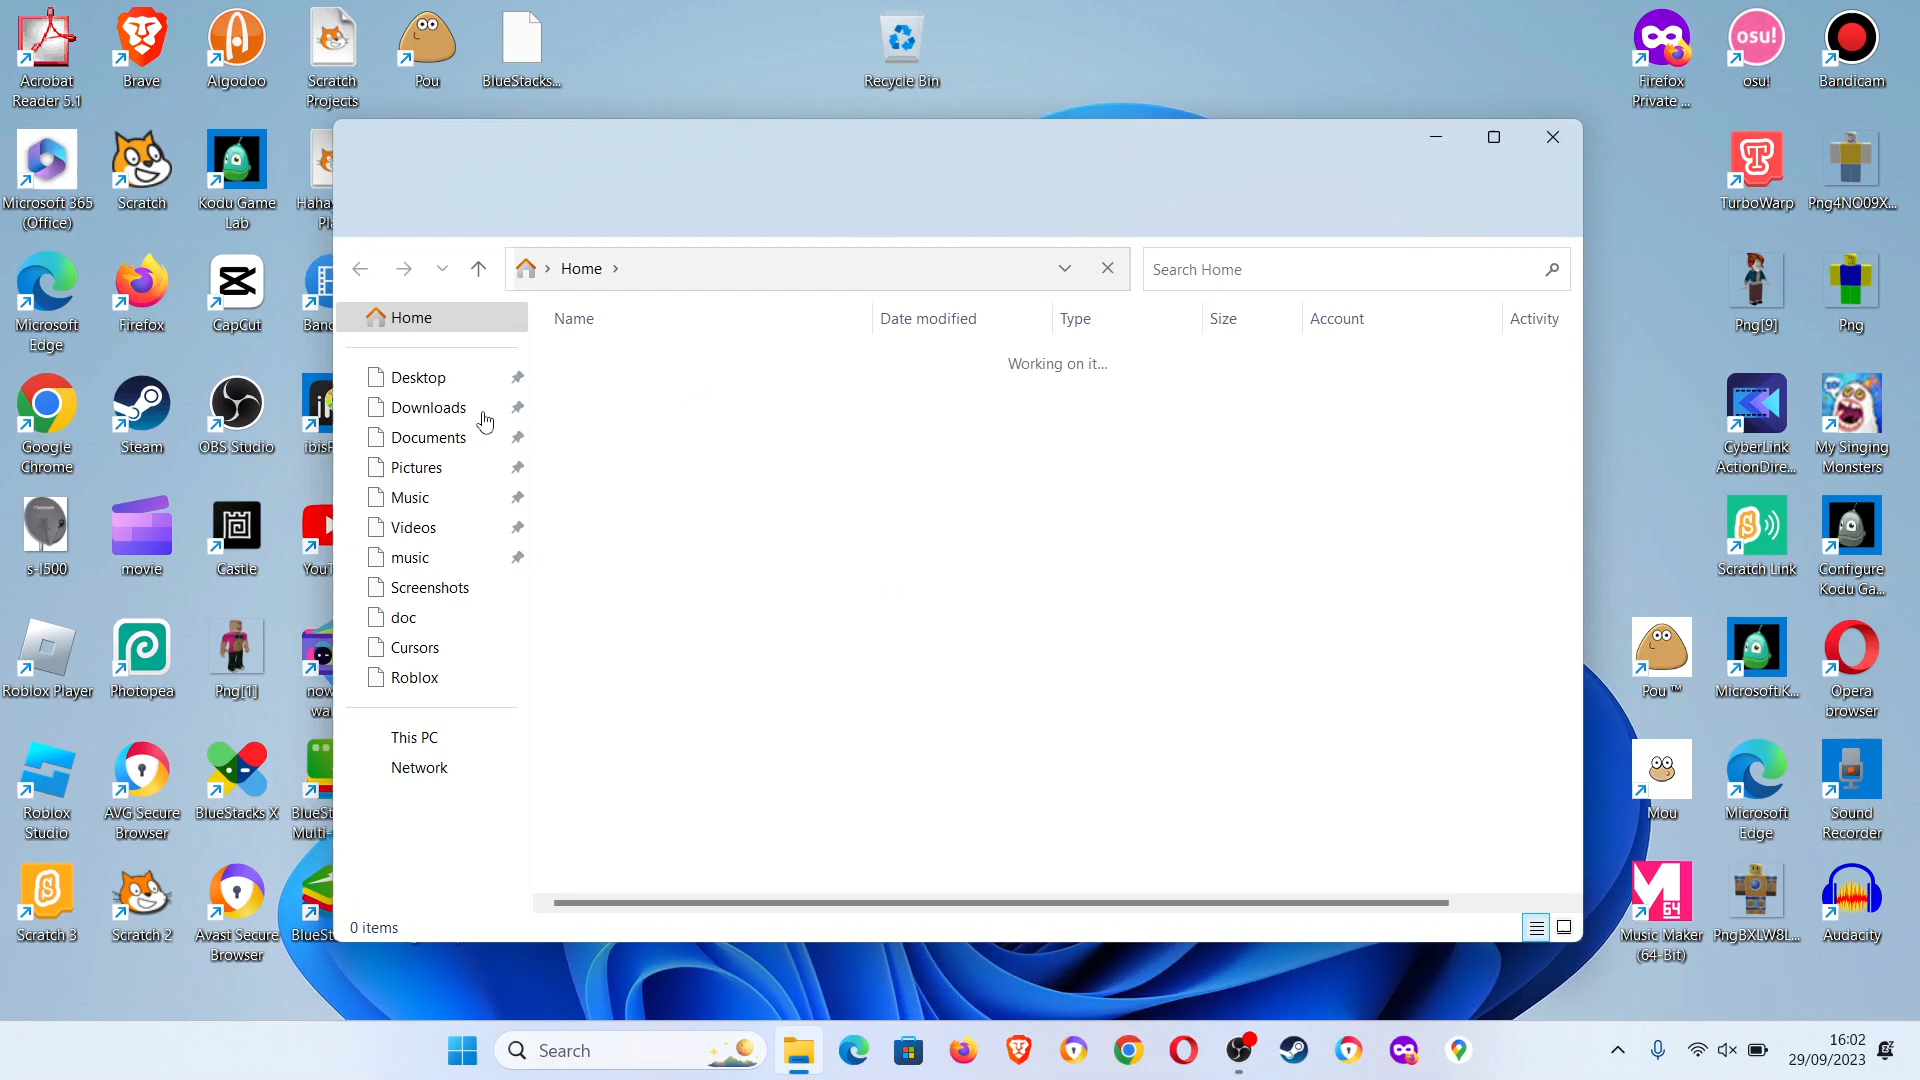 Acrobat
Reader 5.1
Brave
Algodoo
Scratch
Projects
Pou
BlueStacks...
Recycle Bin
Firefox
Private ...
osu!
osu!
Bandicam
Microsoft 365
(Office)
Scratch
Kodu Game
Lab
TurboWarp
Png4NO09X...
Home
Search Home
Microsoft
Edge
Firefox
CapCut
Png[9]
Png
Home
Name
Date modified
Type
Size
Account
Activity
Working on it...
Desktop
Downloads
Documents
Pictures
Music
Videos
music
Screenshots
doc
Cursors
Roblox
This PC
Network
0 items
Google
Chrome
Steam
OBS Studio
CyberLink
ActionDire...
My Singing
Monsters
s-l500
movie
Castle
Scratch Link
Configure
Kodu Ga...
Roblox Player
Photopea
Png[1]
Pou ™
Microsoft.K...
Opera
browser
Roblox
Studio
AVG Secure
Browser
BlueStacks X
Mou
Microsoft
Edge
Sound
Recorder
Scratch 3
Scratch 2
Avast Secure
Browser
64
Music Maker
(64-Bit)
PngBXLW8L...
Audacity
Search
16:02
29/09/2023